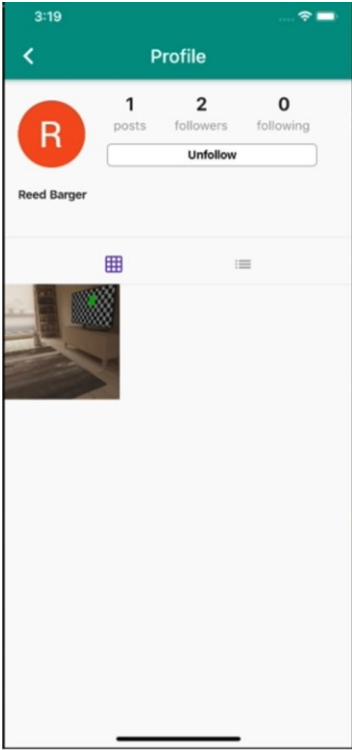 3:19
Profile
R
1 2 0
posts followers following
Unfollow
Reed Barger